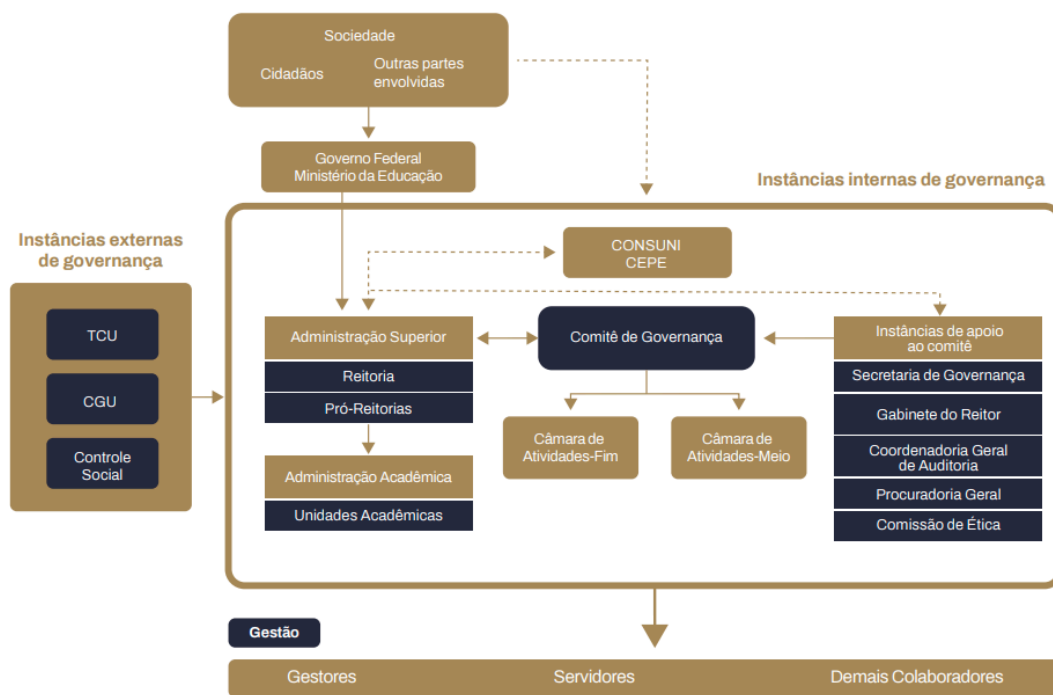 Sociedade
Cidadãos
Outras partes
envolvidas
Governo Federal
Ministério da Educação
Instâncias internas de governança
Instâncias externas
de governança
TCU
CGU
Controle
Social
CONSUNI
CEPE
Administração Superior
Reitoria
Pró-Reitorias
Administração Acadêmica
Unidades Acadêmicas
Comitê de Governança
Câmara de
Atividades-Fim
Câmara de
Atividades-Meio
Instâncias de apoio
ao comitê
Secretaria de Governança
Gabinete do Reitor
Coordenadoria Geral
de Auditoria
Procuradoria Geral
Comissão de Ética
Gestão
Gestores
Servidores
Demais Colaboradores